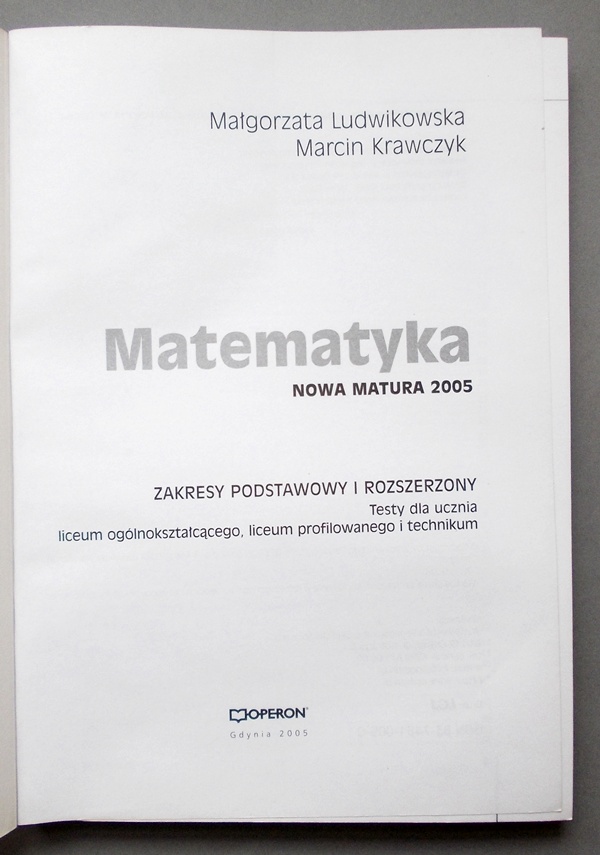 Małgorzata Ludwikowska
Marcin Krawczyk
Matematyka
NOWA MATURA 2005
ZAKRESY PODSTAWOWY I ROZSZERZONY
Testy dla ucznia
liceum ogólnokształcącego, liceum profilowanego i technikum
OPERON®
Gdynia 2005